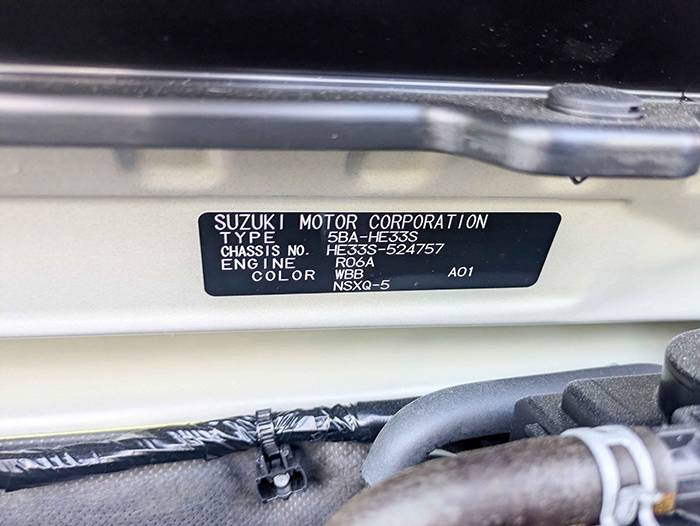 SUZUKI MOTOR CORPORATION
TYPE 5BA-HE33S
CHASSIS NO. HE33S-524757
ENGINE R06A
COLOR WBB A01
NSXQ-5